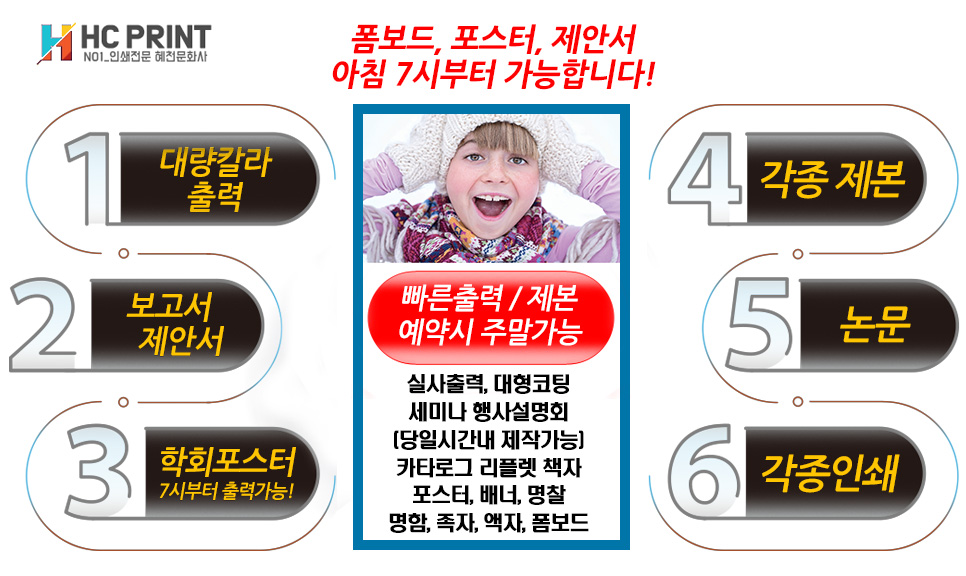 HC PRINT
NO1_인쇄전문 혜천문화사
폼보드, 포스터, 제안서
아침 7시부터 가능합니다!
1
대량칼라
출력
2
보고서
제안서
3
학회포스터
7시부터 출력가능!
빠른출력 / 제본
예약시 주말가능
실사출력, 대형코팅
세미나 행사설명회
(당일시간내 제작가능)
카타로그 리플렛 책자
포스터, 배너, 명찰
명함, 족자, 액자, 폼보드
4
각종 제본
5
논문
6
각종인쇄